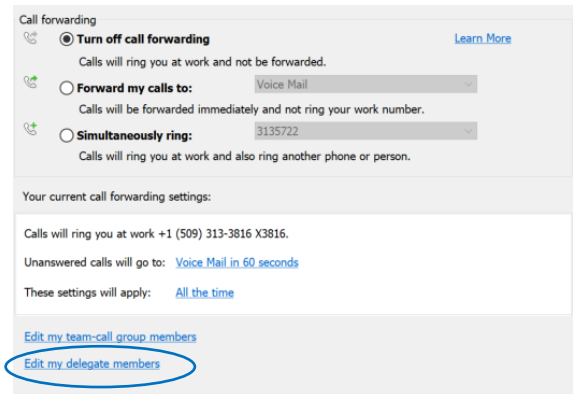 Call forwarding
Turn off call forwarding Learn More
Calls will ring you at work and not be forwarded.
Forward my calls to: Voice Mail
Calls will be forwarded immediately and not ring your work number.
Simultaneously ring: 3135722
Calls will ring you at work and also ring another phone or person.
Your current call forwarding settings:
Calls will ring you at work +1 (509) 313-3816 X3816.
Unanswered calls will go to: Voice Mail in 60 seconds
These settings will apply: All the time
Edit my team-call group members
Edit my delegate members